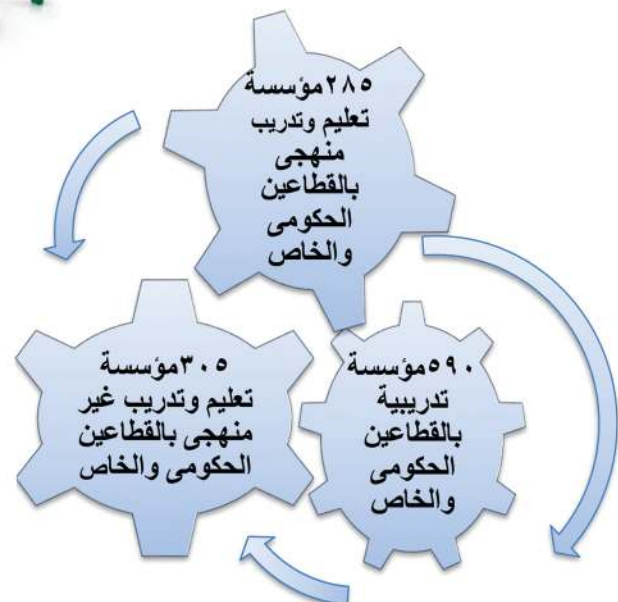 ٢٨٥مؤسسة
تعليم وتدريب
منهجى
بالقطاعين
الحكومى
والخاص
٥٩٠مؤسسة
تدريبية
بالقطاعين
الحكومى
والخاص
٣٠٥مؤسسة
تعليم وتدريب غير
منهجى بالقطاعين
الحكومى والخاص